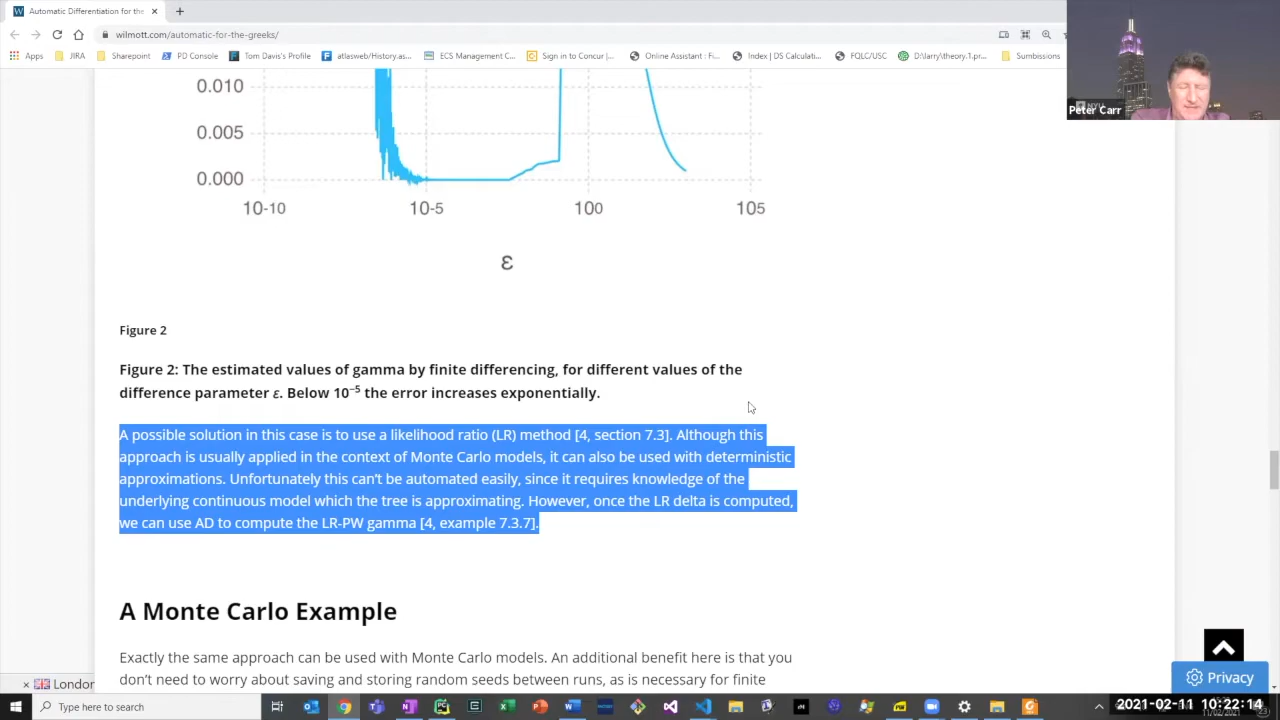 Automatic Differentiation for the
wilmott.com/automatic-for-the-greeks/
Apps JIRA Sharepoint PD Console Tom Davis's Profile atlasweb/History.as... ECS Management C... Sign in to Concur |... Online Assistant : Fi... Index | DS Calculati... FQLC/USC D:\larry\theory.1.pr... Sumbissions
Peter Carr
0.010
0.005
0.000
10-10 10-5 100 105
ε
Figure 2
Figure 2: The estimated values of gamma by finite differencing, for different values of the
difference parameter ε. Below 10⁻⁵ the error increases exponentially.
A possible solution in this case is to use a likelihood ratio (LR) method [4, section 7.3]. Although this
approach is usually applied in the context of Monte Carlo models, it can also be used with deterministic
approximations. Unfortunately this can't be automated easily, since it requires knowledge of the
underlying continuous model which the tree is approximating. However, once the LR delta is computed,
we can use AD to compute the LR-PW gamma [4, example 7.3.7].
A Monte Carlo Example
Exactly the same approach can be used with Monte Carlo models. An additional benefit here is that you
don't need to worry about saving and storing random seeds between runs, as is necessary for finite
Privacy
London
Type here to search
2021-02-11 10:22:14